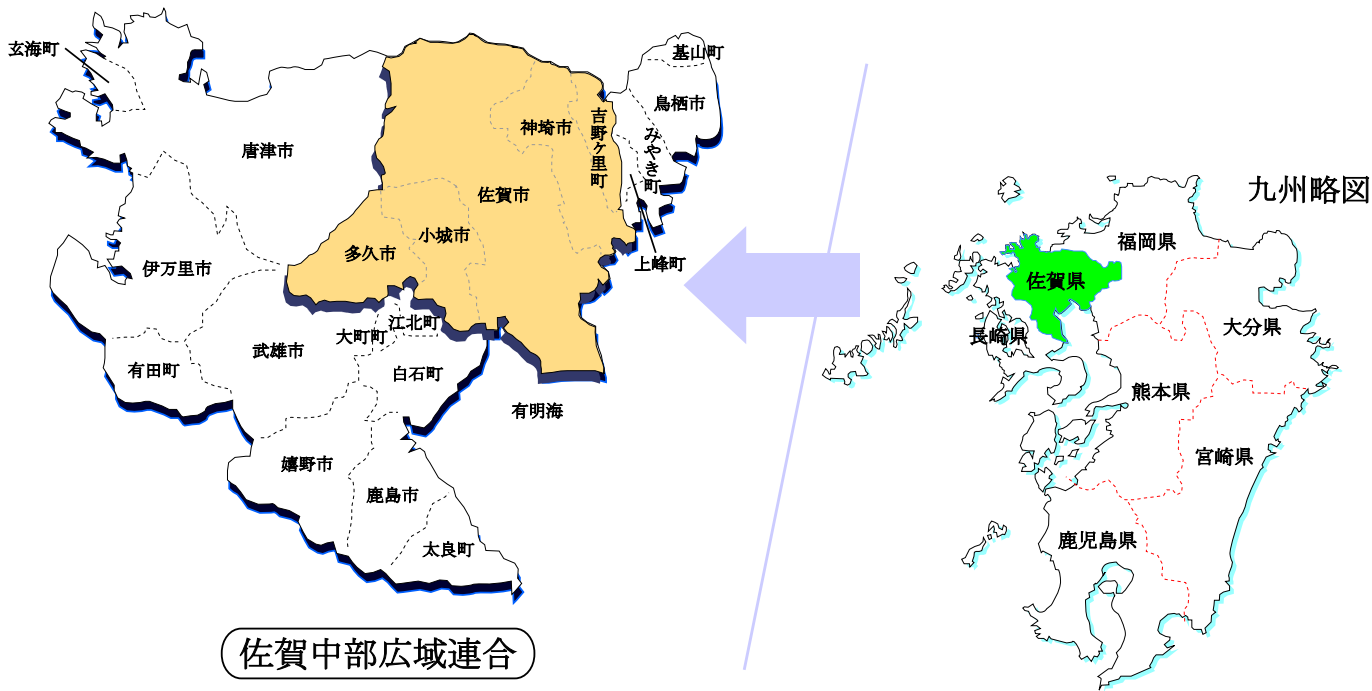 玄海町
基山町
鳥栖市
神埼市
吉野ヶ里町
みやき町
唐津市
佐賀市
小城市
多久市
上峰町
伊万里市
江北町
大町町
武雄市
有田町
白石町
有明海
嬉野市
鹿島市
太良町
佐賀中部広域連合
九州略図
福岡県
佐賀県
長崎県
大分県
熊本県
宮崎県
鹿児島県